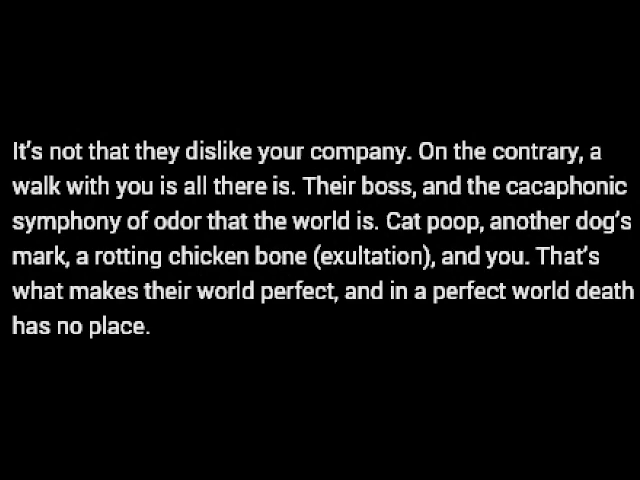 It's not that they dislike your company. On the contrary, a
walk with you is all there is. Their boss, and the cacaphonic
symphony of odor that the world is. Cat poop, another dog's
mark, a rotting chicken bone (exultation), and you. That's
what makes their world perfect, and in a perfect world death
has no place.